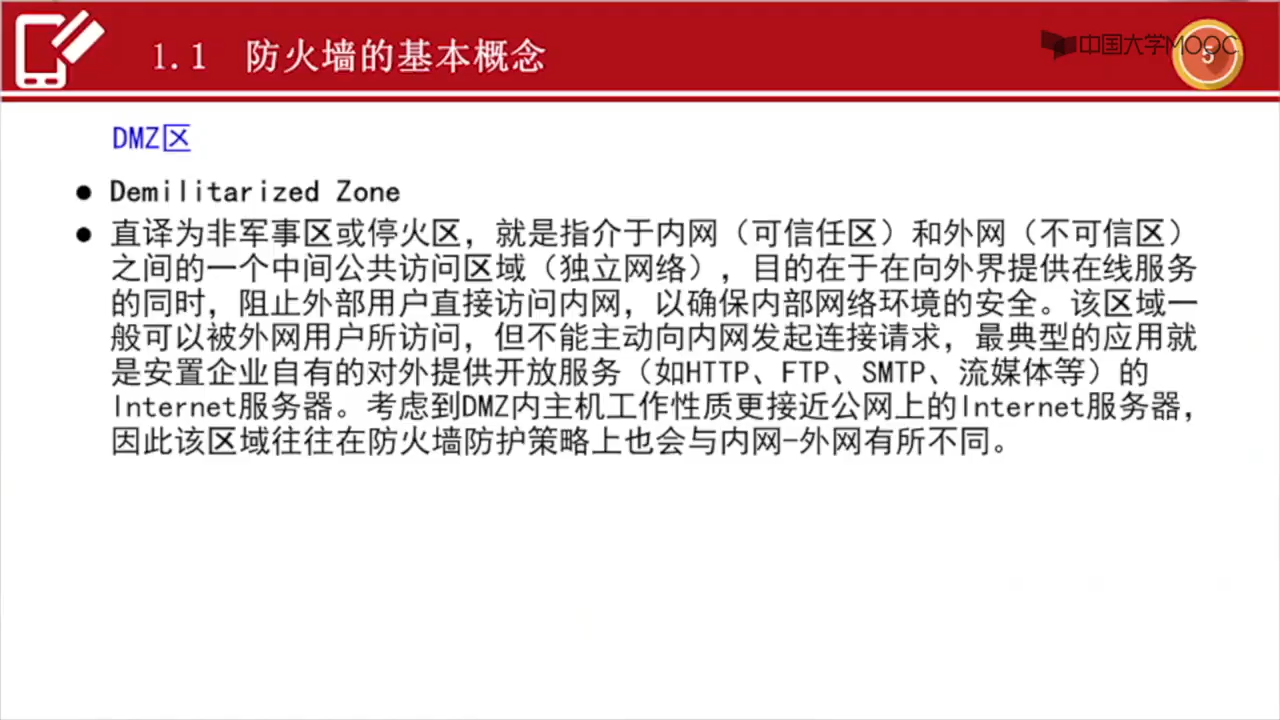 1.1 防火墙的基本概念
中国大学MOOC
5
DMZ区
● Demilitarized Zone
● 直译为非军事区或停火区，就是指介于内网（可信任区）和外网（不可信区）
之间的一个中间公共访问区域（独立网络），目的在于在向外界提供在线服务
的同时，阻止外部用户直接访问内网，以确保内部网络环境的安全。该区域一
般可以被外网用户所访问，但不能主动向内网发起连接请求，最典型的应用就
是安置企业自有的对外提供开放服务（如HTTP、FTP、SMTP、流媒体等）的
Internet服务器。考虑到DMZ内主机工作性质更接近公网上的Internet服务器，
因此该区域往往在防火墙防护策略上也会与内网-外网有所不同。